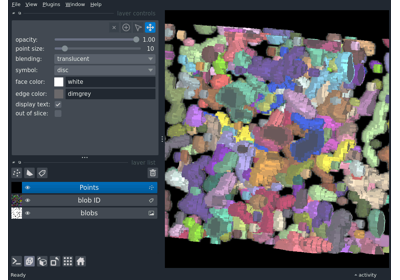 File View Plugins Window Help
layer controls
opacity: 1.00
point size: 10
blending: translucent
symbol: disc
face color: white
edge color: dimgrey
display text:
out of slice:
layer list
Points
blob ID
blobs
Ready activity